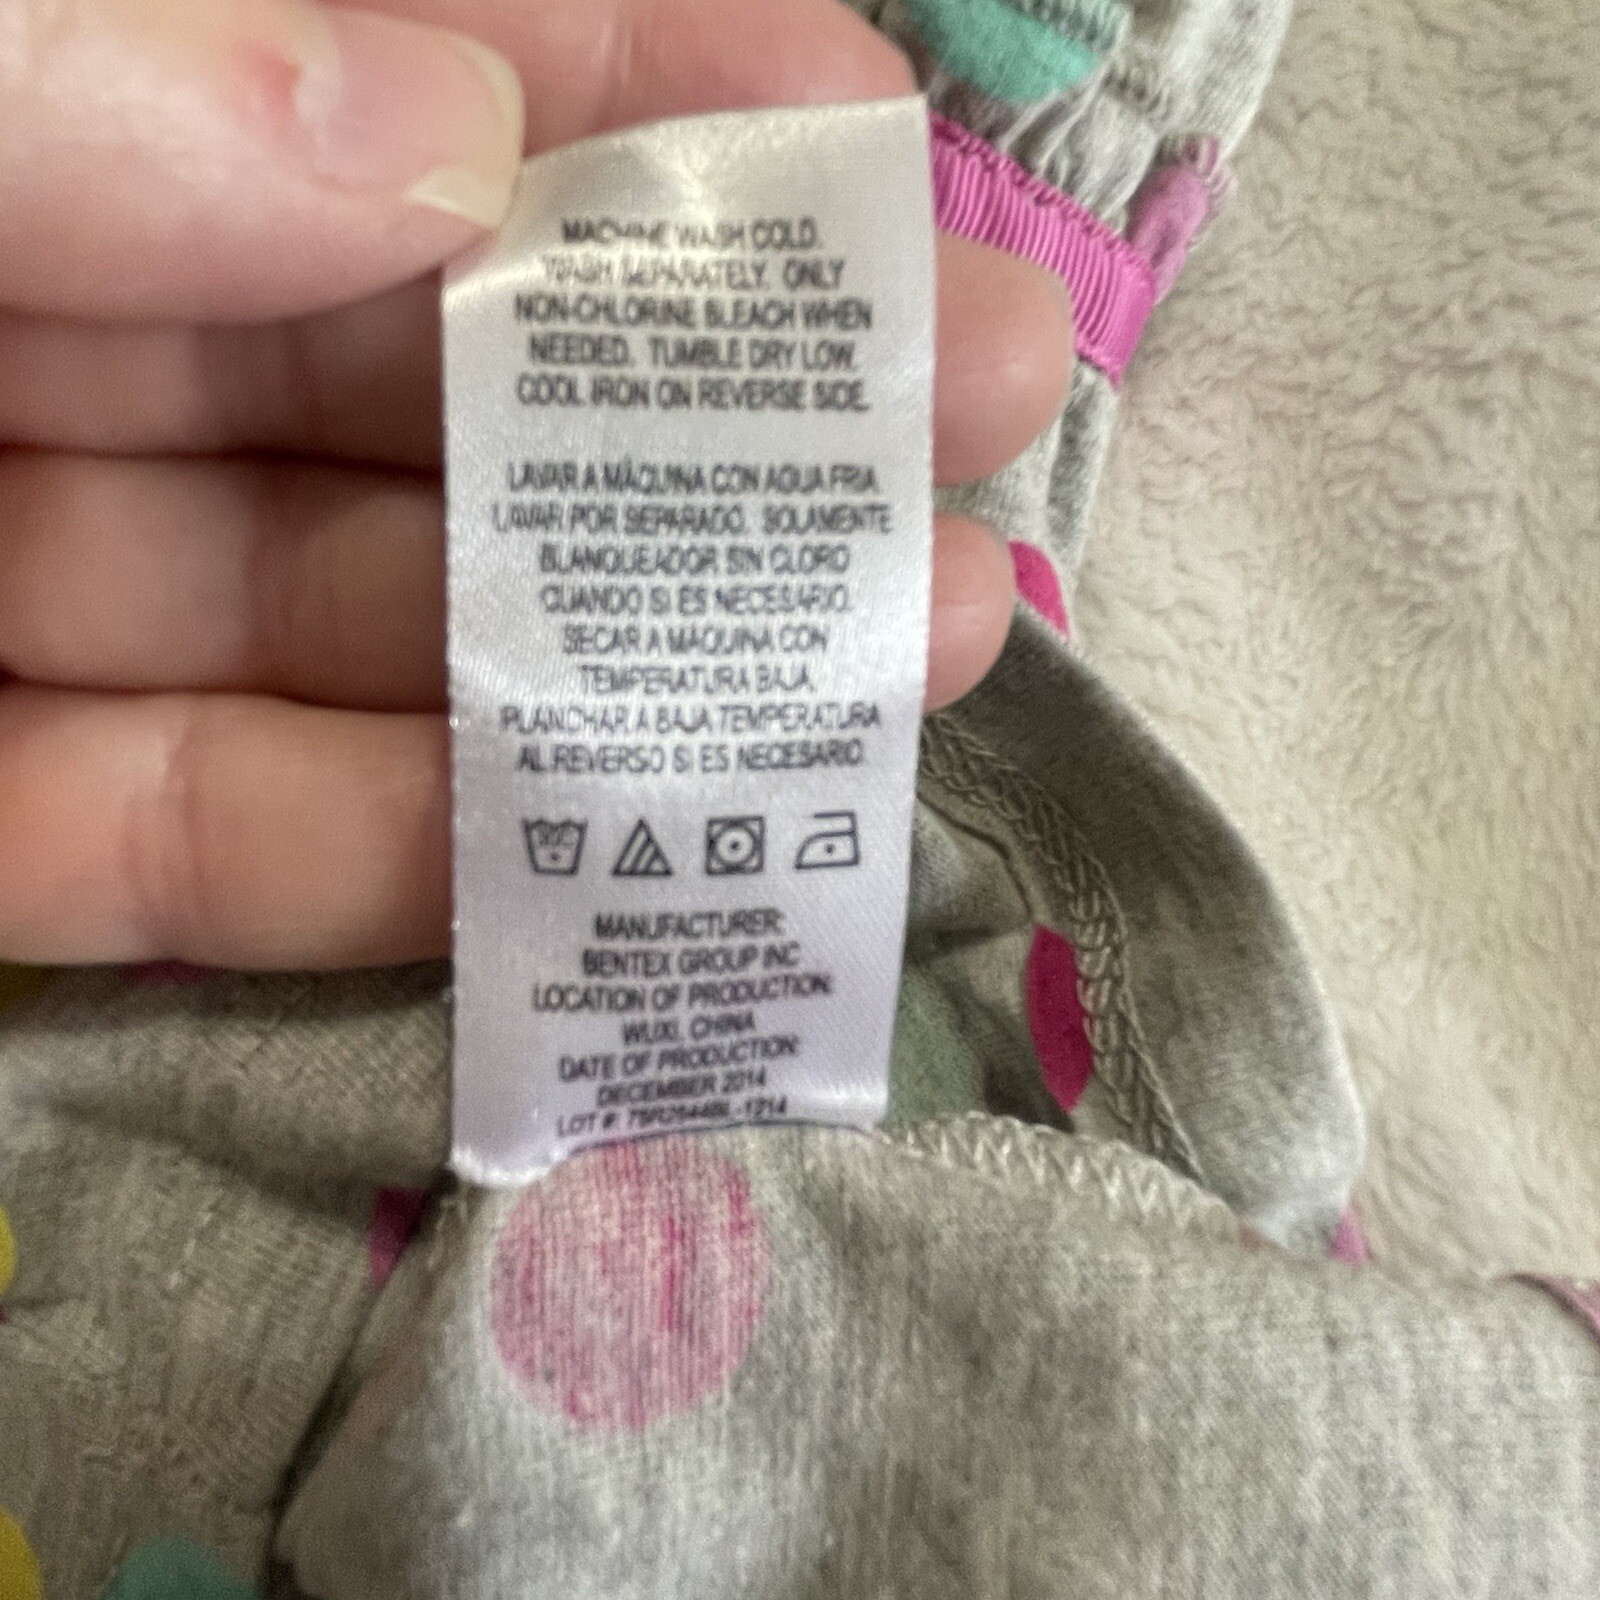 MACHINE WASH COLD.
WASH SEPARATELY. ONLY
NON-CHLORINE BLEACH WHEN
NEEDED. TUMBLE DRY LOW.
COOL IRON ON REVERSE SIDE.
LAVAR A MÁQUINA CON AGUA FRIA.
LAVAR POR SEPARADO. SOLAMENTE
BLANQUEADOR SIN CLORO
CUANDO SI ES NECESARIO.
SECAR A MÁQUINA CON
TEMPERATURA BAJA.
PLANCHAR A BAJA TEMPERATURA
AL REVERSO SI ES NECESARIO.
MANUFACTURER:
BENTEX GROUP INC
LOCATION OF PRODUCTION:
WUXI, CHINA
DATE OF PRODUCTION:
DECEMBER 2014
LOT #: